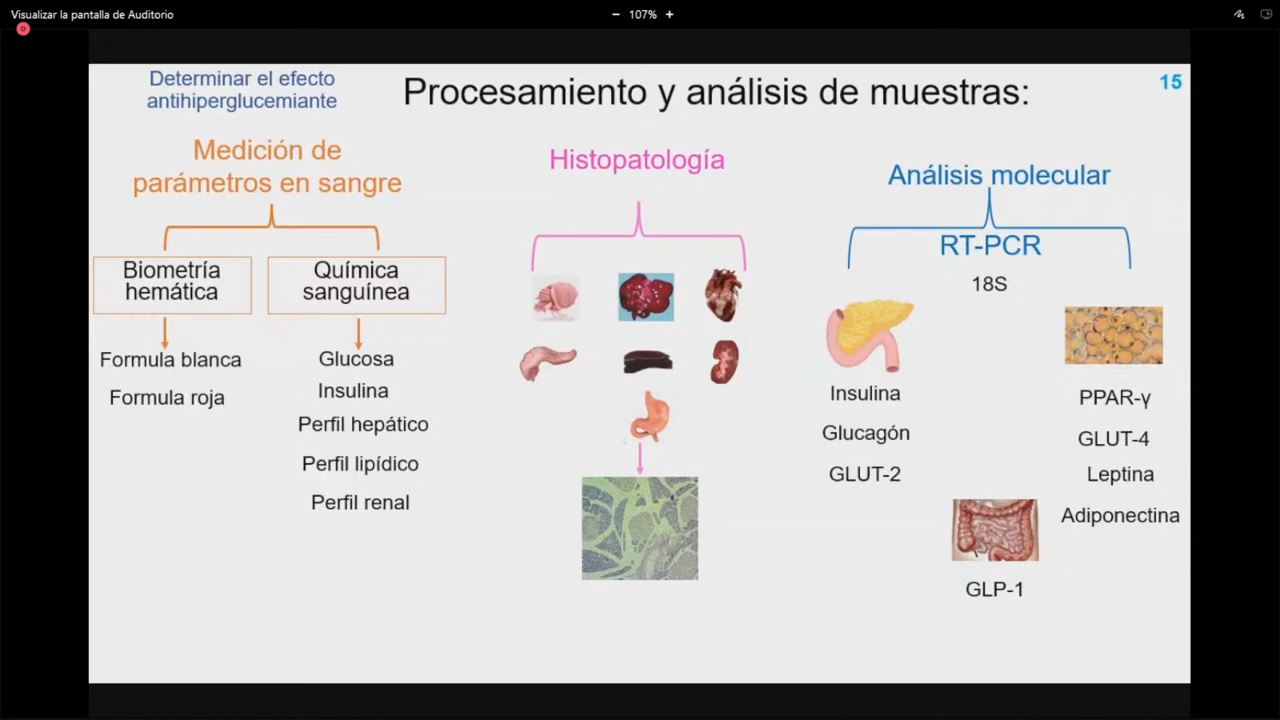 Visualizar la pantalla de Auditorio
107%
Determinar el efecto
antihiperglucemiante
Procesamiento y análisis de muestras:
15
Medición de
parámetros en sangre
Biometría
hemática
Química
sanguínea
Formula blanca
Formula roja
Glucosa
Insulina
Perfil hepático
Perfil lipídico
Perfil renal
Histopatología
Análisis molecular
RT-PCR
18S
Insulina
Glucagón
GLUT-2
PPAR-γ
GLUT-4
Leptina
Adiponectina
GLP-1